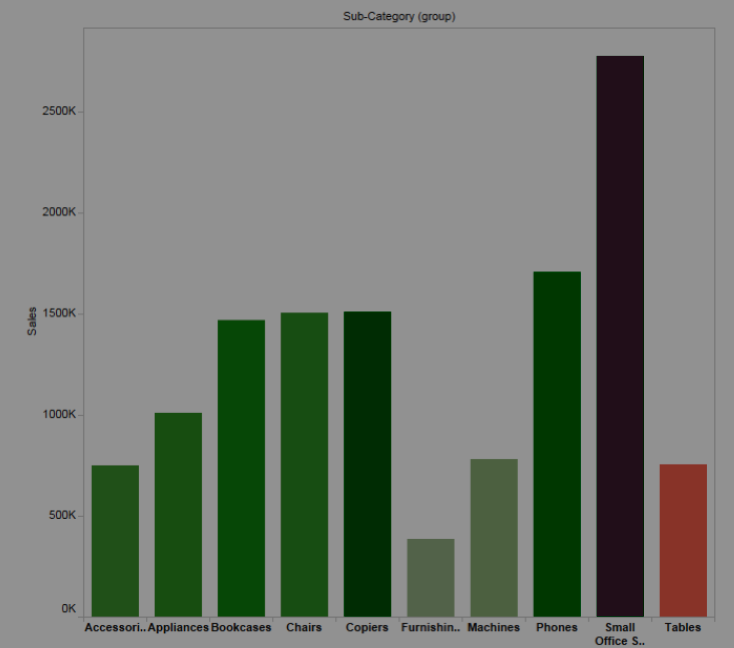 Sub-Category (group)
2500K
2000K
1500K
1000K
500K
0K
Sales
Accessori.. Appliances Bookcases Chairs Copiers Furnishin.. Machines Phones Small Tables
Office S..